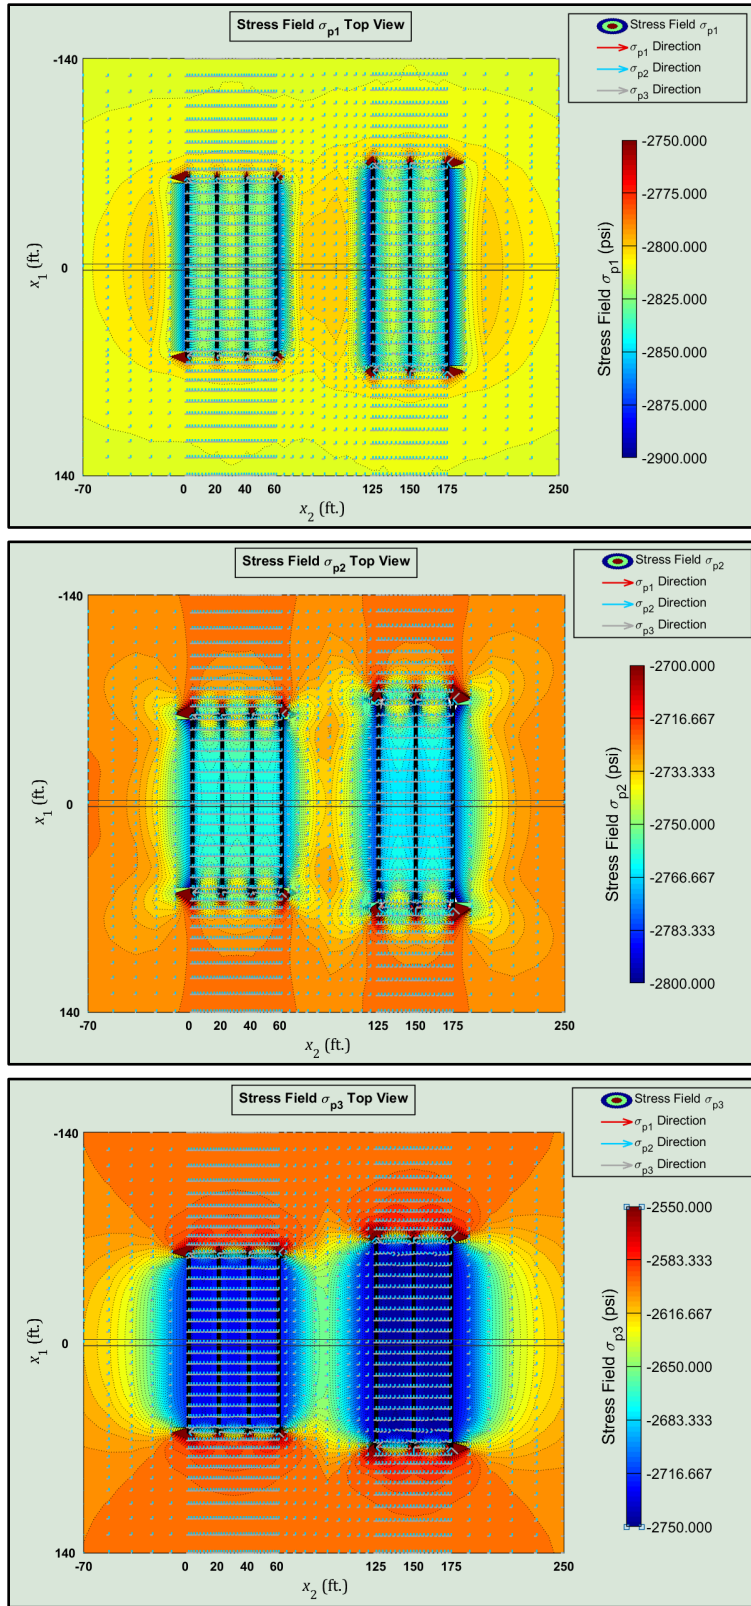 Stress Field σp1 Top View
Stress Field σp1
σp1 Direction
σp2 Direction
σp3 Direction
-140
0
140
x1 (ft.)
-70 0 20 40 60 125 150 175 250
x2 (ft.)
-2750.000
-2775.000
-2800.000
-2825.000
-2850.000
-2875.000
-2900.000
Stress Field σp1 (psi)
Stress Field σp2 Top View
Stress Field σp2
σp1 Direction
σp2 Direction
σp3 Direction
-140
0
140
x1 (ft.)
-70 0 20 40 60 125 150 175 250
x2 (ft.)
-2700.000
-2716.667
-2733.333
-2750.000
-2766.667
-2783.333
-2800.000
Stress Field σp2 (psi)
Stress Field σp3 Top View
Stress Field σp3
σp1 Direction
σp2 Direction
σp3 Direction
-140
0
140
x1 (ft.)
-70 0 20 40 60 125 150 175 250
x2 (ft.)
-2550.000
-2583.333
-2616.667
-2650.000
-2683.333
-2716.667
-2750.000
Stress Field σp3 (psi)